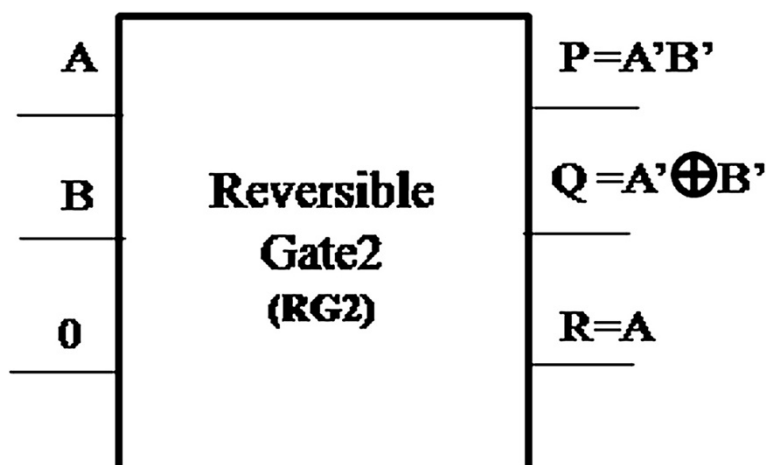 A
P=A’B’
B
Reversible
Gate2
(RG2)
Q =A’⊕B’
0
R=A